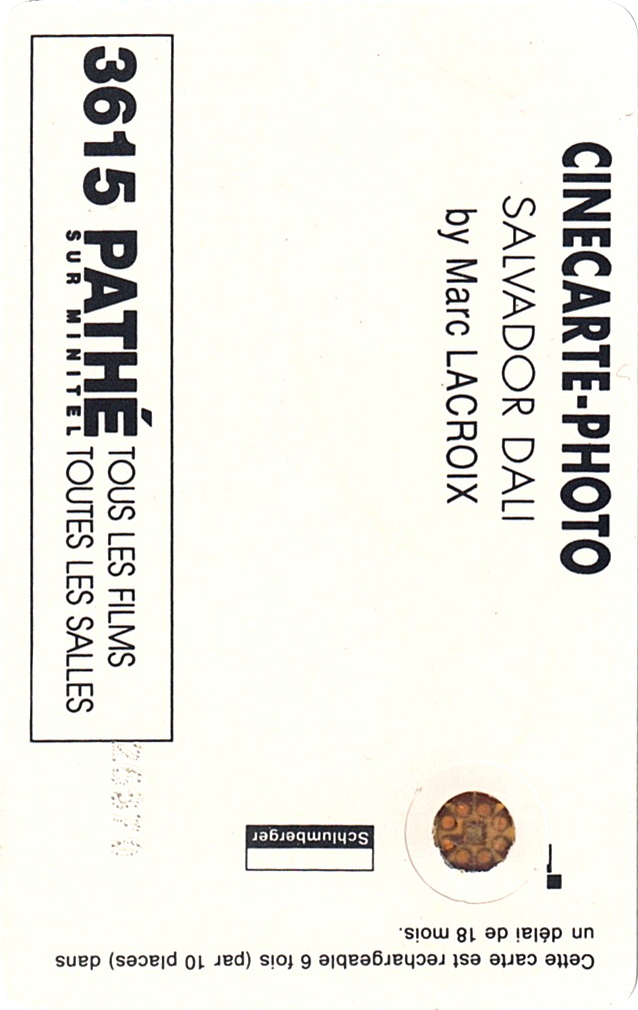 CINECARTE-PHOTO
SALVADOR DALI
by Marc LACROIX
3615 PATHÉ
SUR MINITEL
TOUS LES FILMS
TOUTES LES SALLES
Schlumberger
Cette carte est rechargeable 6 fois (par 10 places) dans
un délai de 18 mois.